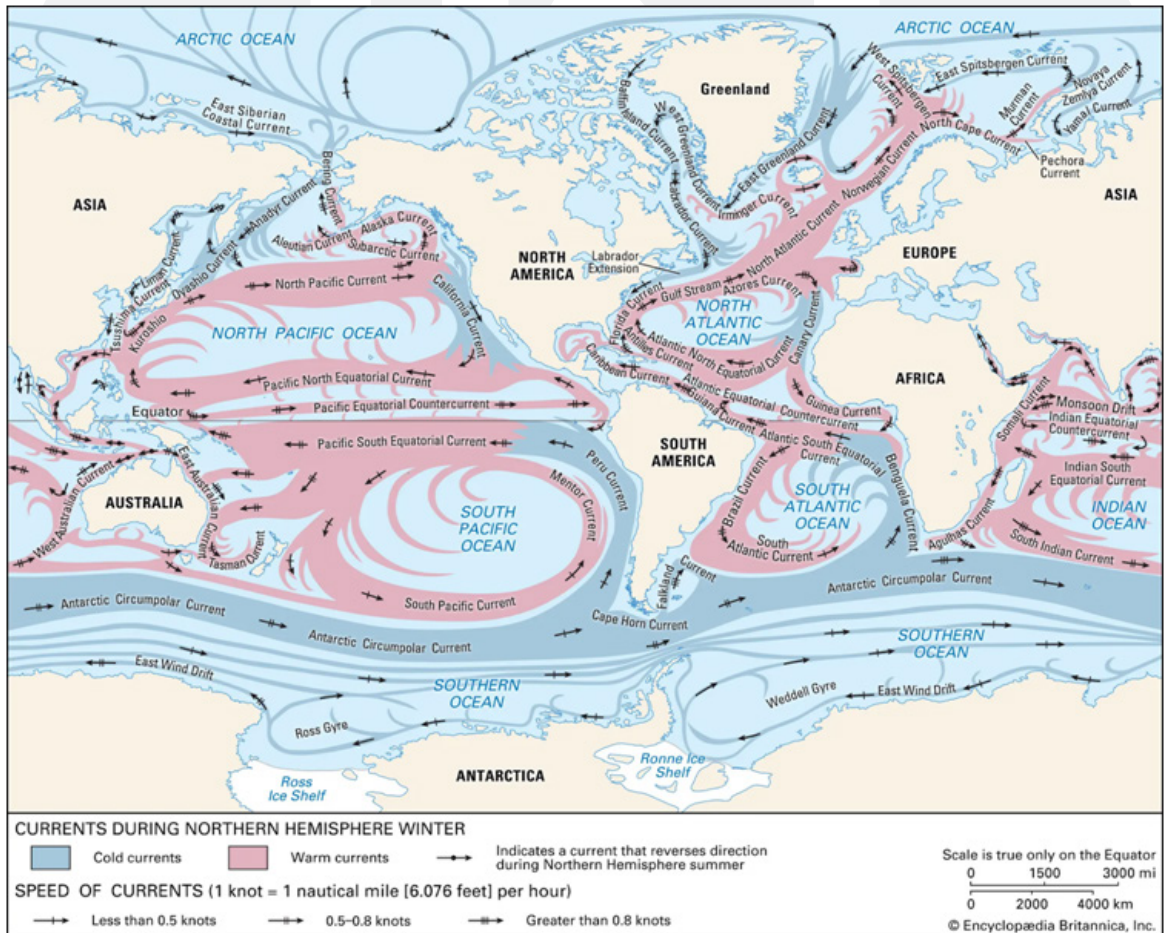 ARCTIC OCEAN
ARCTIC OCEAN
West Spitsbergen
Current
East Spitsbergen Current
Novaya
Zemlya Current
Murman
Current
Yamal Current
North Cape Current
Pechora
Current
Greenland
East Siberian
Coastal Current
Baffin Island Current
West Greenland Current
East Greenland Current
Norwegian Current
Bering Current
Anadyr Current
ASIA
ASIA
Alaska Current
Aleutian Current
Subarctic Current
Irminger Current
Labrador Current
North Atlantic Current
NORTH
AMERICA
Labrador
Extension
EUROPE
Liman Current
Oyashio Current
Tsushima Current
Kuroshio
North Pacific Current
California Current
Gulf Stream
Azores Current
Florida Current
NORTH PACIFIC OCEAN
NORTH
ATLANTIC
OCEAN
Canary Current
Antilles Current
Atlantic North Equatorial Current
Caribbean Current
AFRICA
Pacific North Equatorial Current
Pacific Equatorial Countercurrent
Equator
Atlantic Equatorial Countercurrent
Guiana Current
Guinea Current
Somali Current
Monsoon Drift
Indian Equatorial
Countercurrent
Pacific South Equatorial Current
SOUTH
AMERICA
Atlantic South Equatorial
Current
Indian South
Equatorial Current
Peru Current
Mentor Current
Brazil Current
Benguela Current
AUSTRALIA
East Australian
Current
West Australian Current
SOUTH
PACIFIC
OCEAN
SOUTH
ATLANTIC
OCEAN
INDIAN
OCEAN
Tasman Current
South
Atlantic Current
Agulhas Current
South Indian Current
Falkland
Current
South Pacific Current
Antarctic Circumpolar Current
Antarctic Circumpolar Current
Antarctic Circumpolar Current
Cape Horn Current
SOUTHERN
OCEAN
SOUTHERN
OCEAN
East Wind Drift
East Wind Drift
Ross Gyre
Weddell Gyre
Ross
Ice Shelf
ANTARCTICA
Ronne Ice
Shelf
CURRENTS DURING NORTHERN HEMISPHERE WINTER
Cold currents
Warm currents
Indicates a current that reverses direction
during Northern Hemisphere summer
SPEED OF CURRENTS (1 knot = 1 nautical mile [6.076 feet] per hour)
Less than 0.5 knots
0.5–0.8 knots
Greater than 0.8 knots
Scale is true only on the Equator
0 1500 3000 mi
0 2000 4000 km
© Encyclopædia Britannica, Inc.